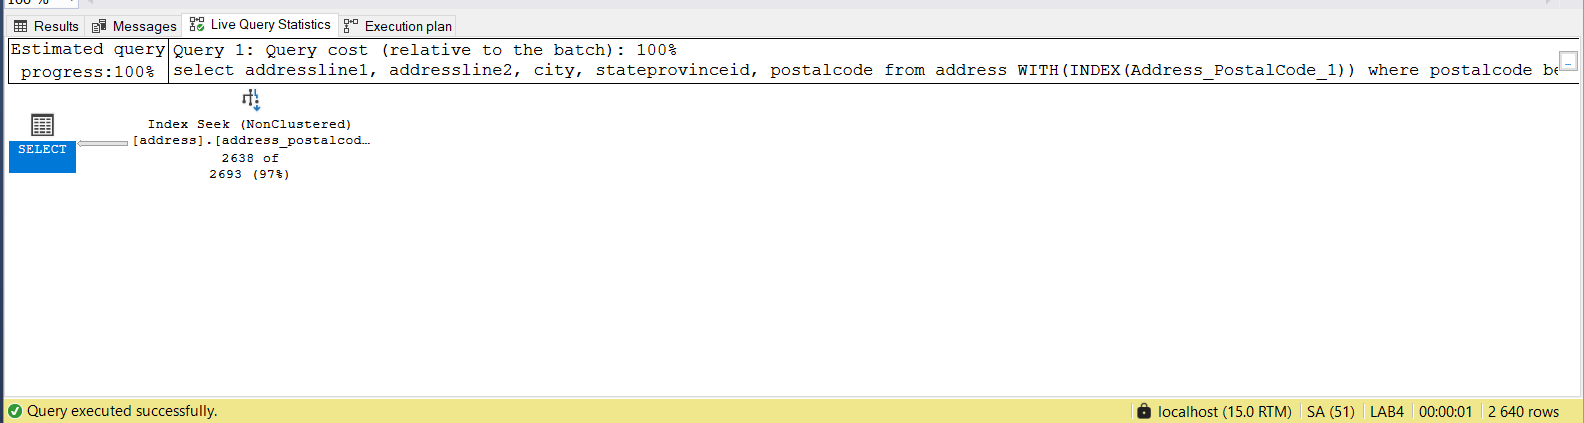 100 %
Results Messages Live Query Statistics Execution plan
Estimated query
progress:100%
Query 1: Query cost (relative to the batch): 100%
select addressline1, addressline2, city, stateprovinceid, postalcode from address WITH(INDEX(Address_PostalCode_1)) where postalcode be
...
SELECT
Index Seek (NonClustered)
[address].[address_postalcod…
2638 of
2693 (97%)
Query executed successfully.
localhost (15.0 RTM) SA (51) LAB4 00:00:01 2 640 rows